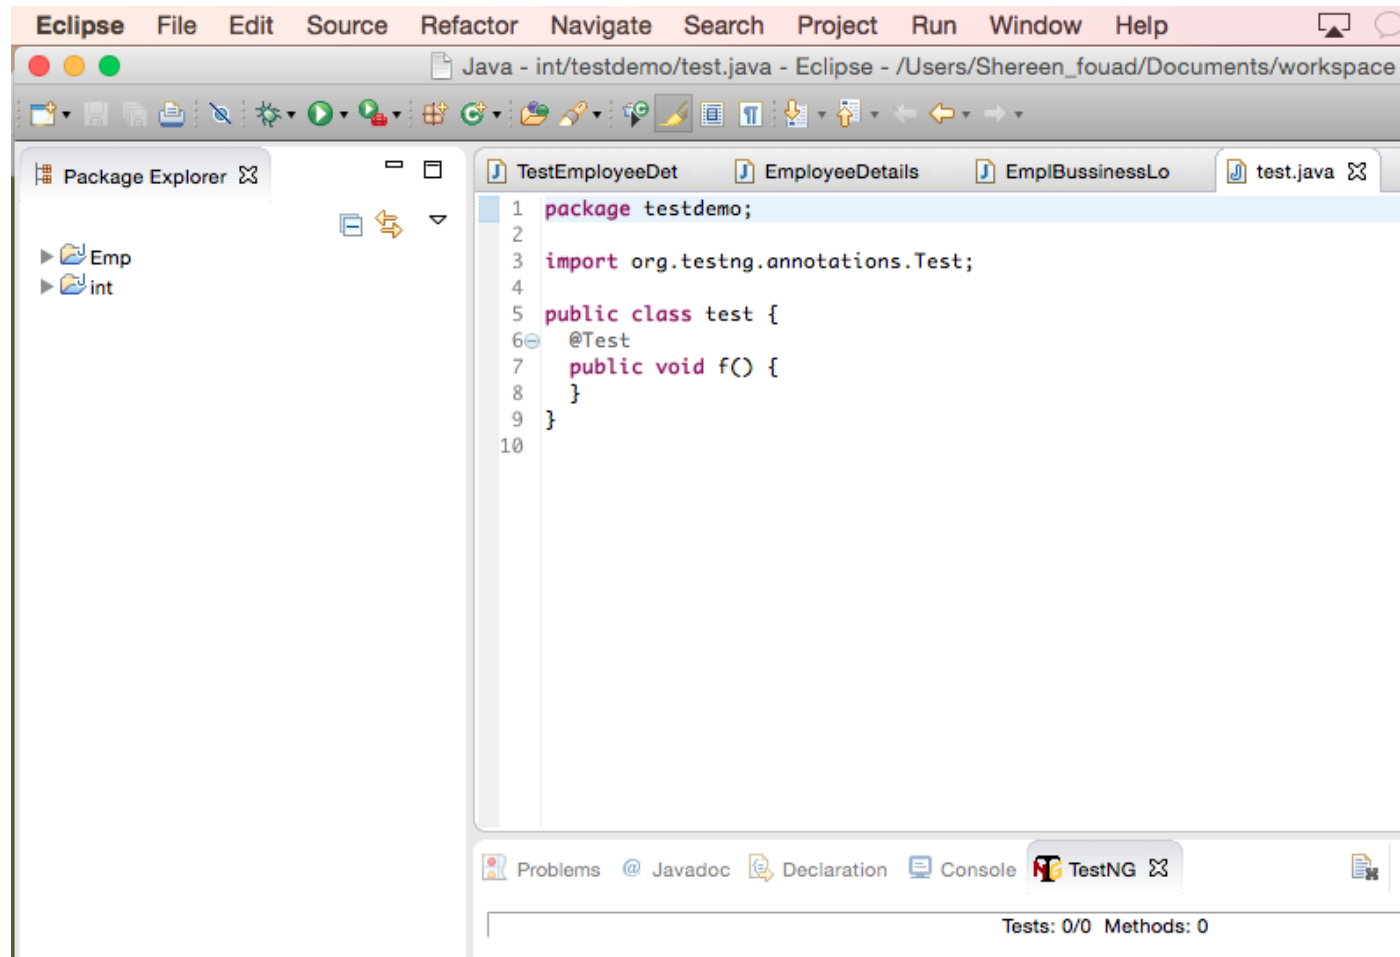 Eclipse File Edit Source Refactor Navigate Search Project Run Window Help
Java - int/testdemo/test.java - Eclipse - /Users/Shereen_fouad/Documents/workspace
Package Explorer
Emp
int
TestEmployeeDet EmployeeDetails EmplBussinessLo test.java
1 package testdemo;
2
3 import org.testng.annotations.Test;
4
5 public class test {
6 @Test
7 public void f() {
8 }
9 }
10
Problems @ Javadoc Declaration Console TestNG
Tests: 0/0 Methods: 0